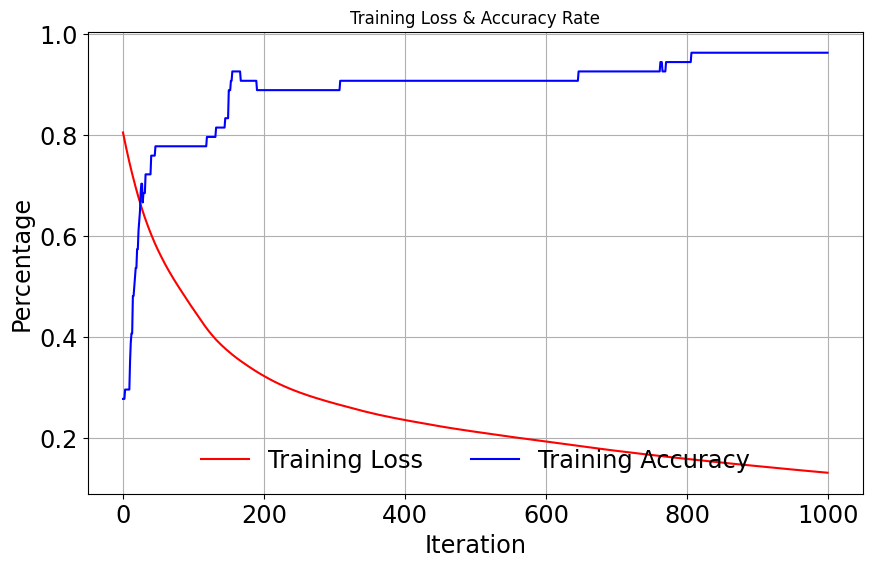 Training Loss & Accuracy Rate
1.0
0.8
0.6
0.4
0.2
Percentage
Training Loss
Training Accuracy
0 200 400 600 800 1000
Iteration